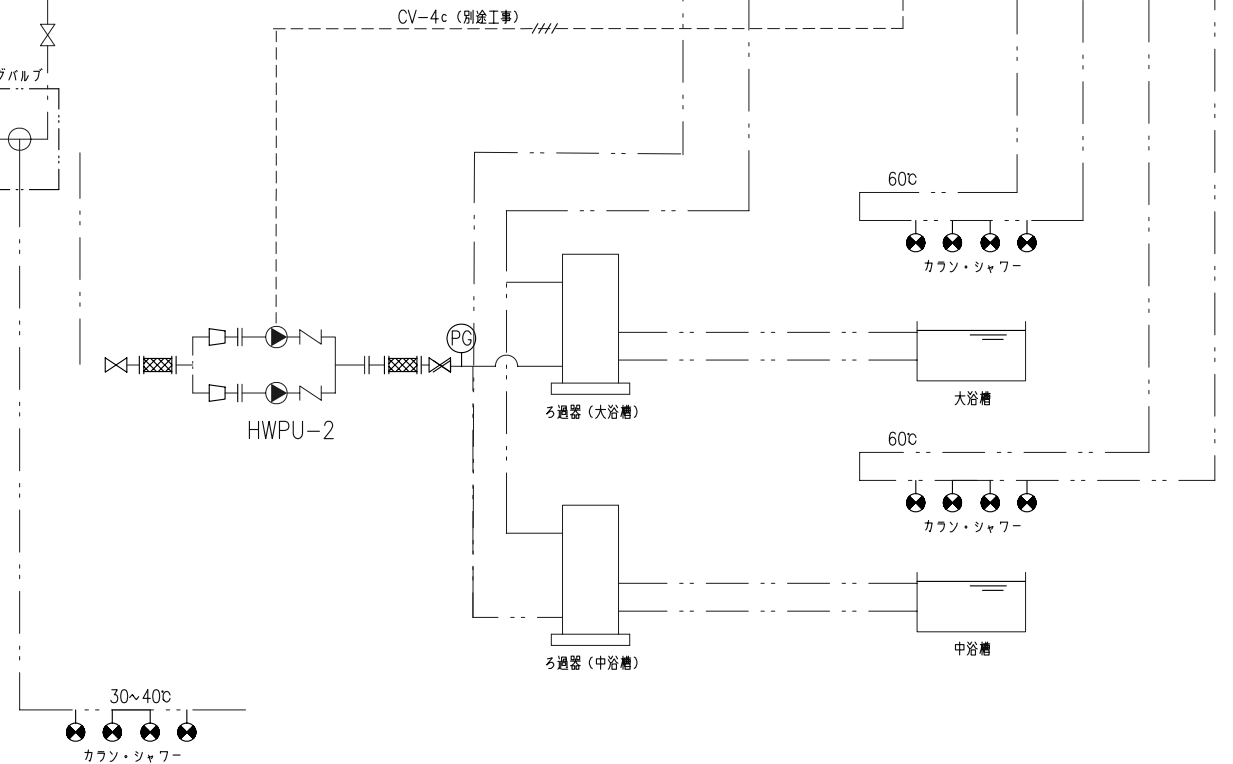 CV-4c (別途工事)
グバルブ
60℃
カラン・シャワー
PG
ろ過器 (大浴槽)
大浴槽
HWPU-2
60℃
カラン・シャワー
ろ過器 (中浴槽)
中浴槽
30~40℃
カラン・シャワー